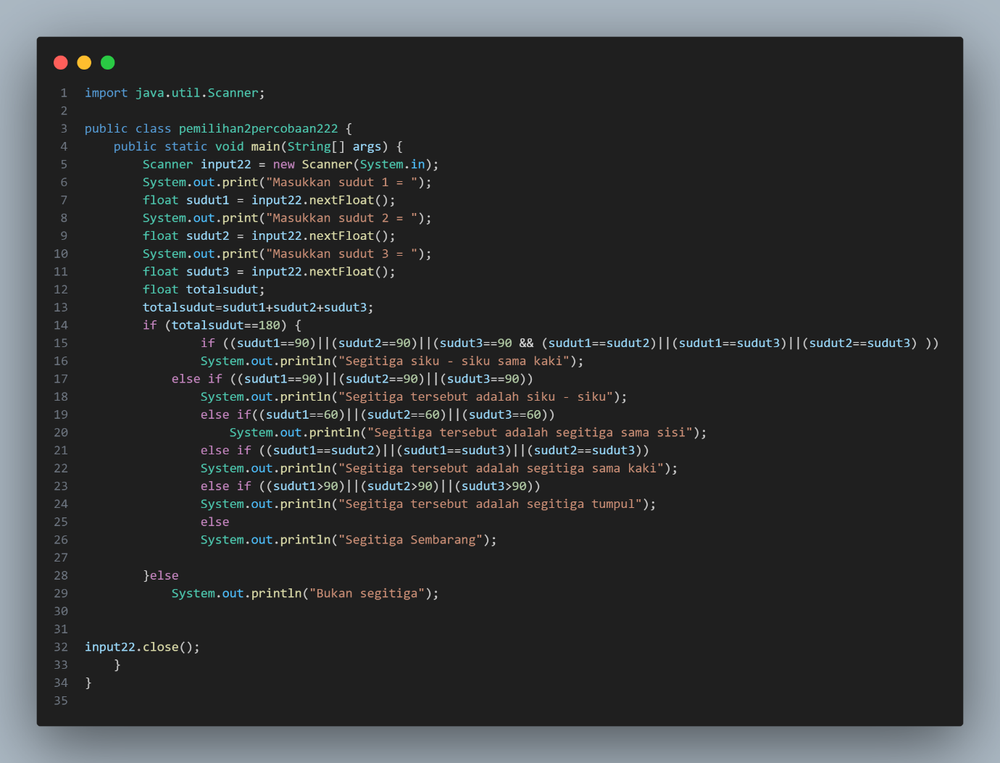 1 import java.util.Scanner;
2
3 public class pemilihan2percobaan222 {
4     public static void main(String[] args) {
5         Scanner input22 = new Scanner(System.in);
6         System.out.print("Masukkan sudut 1 = ");
7         float sudut1 = input22.nextFloat();
8         System.out.print("Masukkan sudut 2 = ");
9         float sudut2 = input22.nextFloat();
10         System.out.print("Masukkan sudut 3 = ");
11         float sudut3 = input22.nextFloat();
12         float totalsudut;
13         totalsudut=sudut1+sudut2+sudut3;
14         if (totalsudut==180) {
15                 if ((sudut1==90)||(sudut2==90)||(sudut3==90 && (sudut1==sudut2)||(sudut1==sudut3)||(sudut2==sudut3) ))
16                 System.out.println("Segitiga siku - siku sama kaki");
17             else if ((sudut1==90)||(sudut2==90)||(sudut3==90))
18                 System.out.println("Segitiga tersebut adalah siku - siku");
19                 else if((sudut1==60)||(sudut2==60)||(sudut3==60))
20                     System.out.println("Segitiga tersebut adalah segitiga sama sisi");
21                 else if ((sudut1==sudut2)||(sudut1==sudut3)||(sudut2==sudut3))
22                 System.out.println("Segitiga tersebut adalah segitiga sama kaki");
23                 else if ((sudut1>90)||(sudut2>90)||(sudut3>90))
24                 System.out.println("Segitiga tersebut adalah segitiga tumpul");
25                 else
26                 System.out.println("Segitiga Sembarang");
27
28         }else
29             System.out.println("Bukan segitiga");
30
31
32 input22.close();
33     }
34 }
35